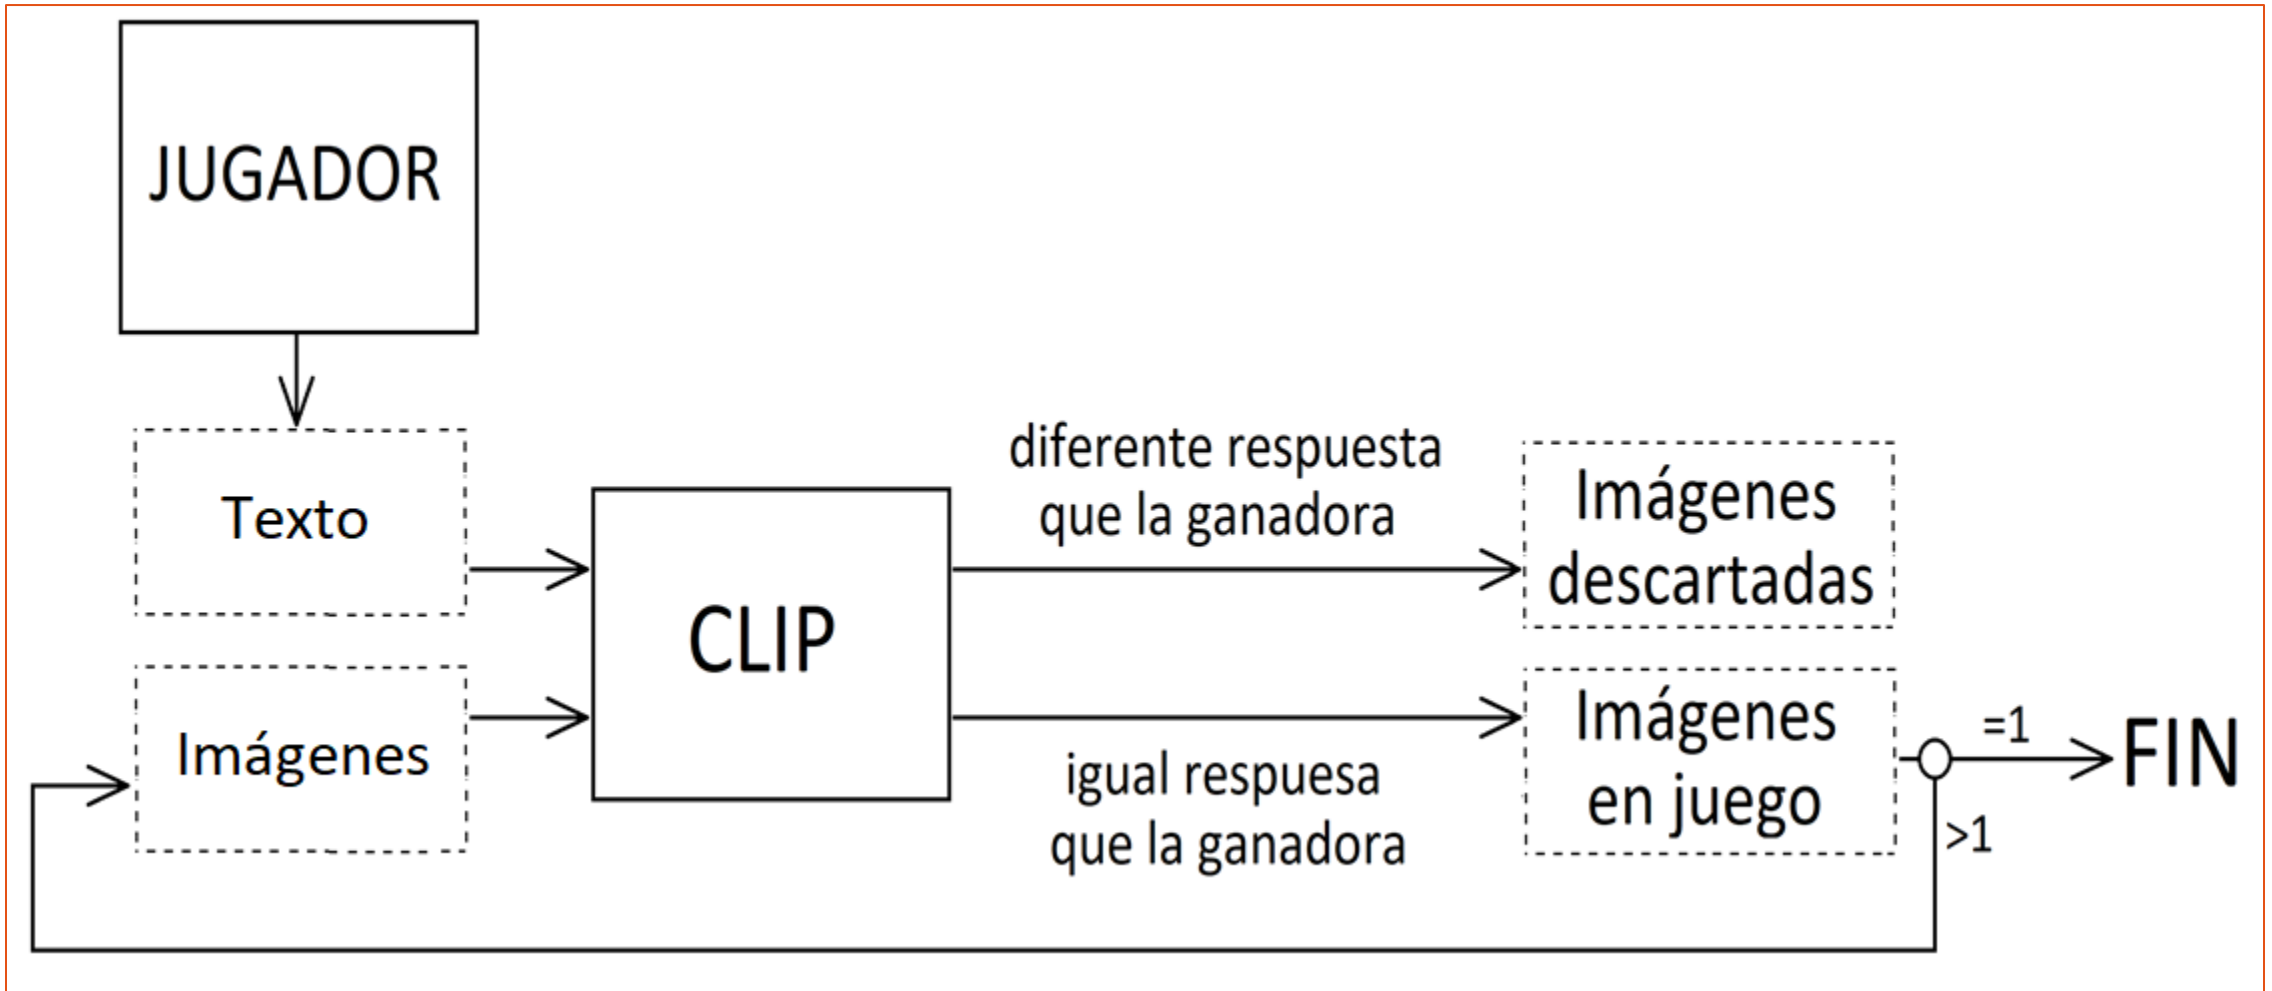 JUGADOR
Texto
Imágenes
CLIP
diferente respuesta
que la ganadora
igual respuesa
que la ganadora
Imágenes
descartadas
Imágenes
en juego
=1
>1
FIN